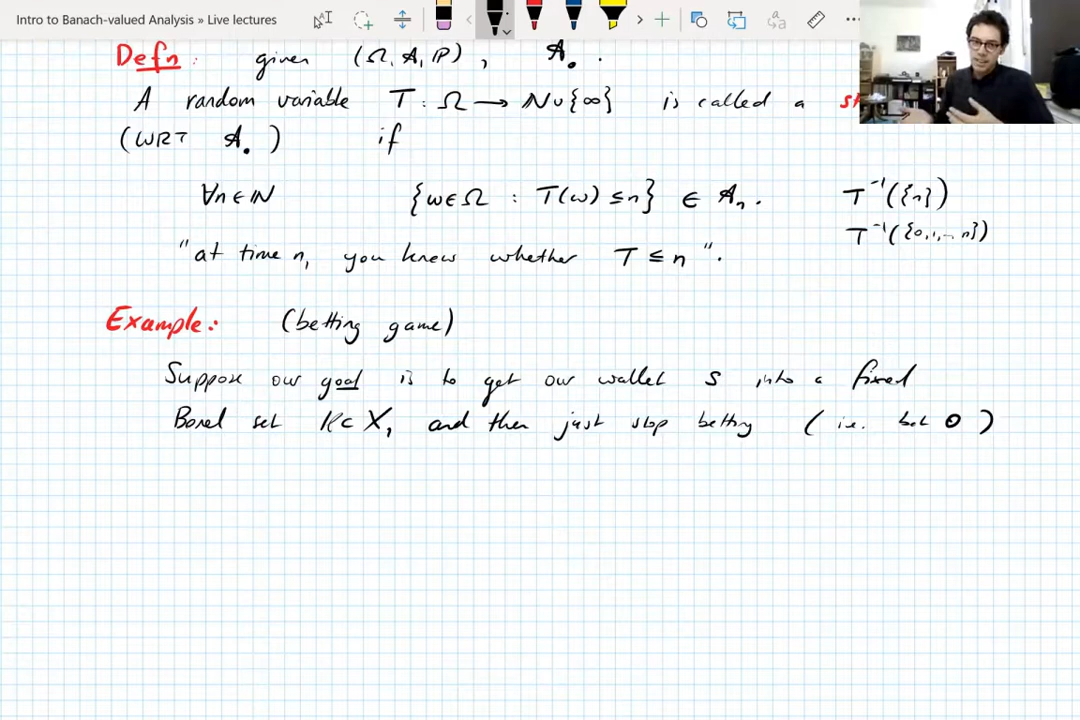 Intro to Banach-valued Analysis » Live lectures
Defn: given (Ω, 𝒜, ℙ), 𝒜. .
A random variable T : Ω → ℕ∪{∞} is called a
(WRT 𝒜. ) if
∀n∈ℕ {ω∈Ω : T(ω) ≤ n} ∈ 𝒜n. T⁻¹({n})
T⁻¹({0,1,... n})
"at time n, you know whether T ≤ n".
Example: (betting game)
Suppose our goal is to get our wallet S into a fixed
Borel set K⊂X, and then just stop betting (i.e. bet 0)